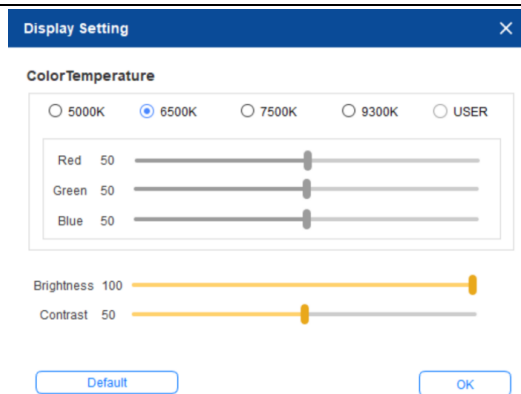 Display Setting
ColorTemperature
5000K 6500K 7500K 9300K USER
Red 50
Green 50
Blue 50
Brightness 100
Contrast 50
Default OK